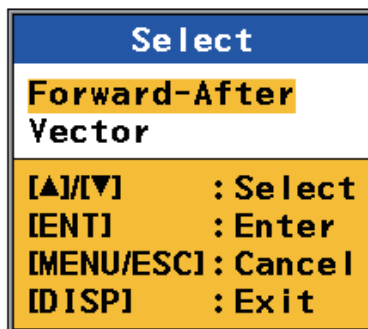 Select
Forward-After
Vector
[▲]/[▼] : Select
[ENT] : Enter
[MENU/ESC] : Cancel
[DISP] : Exit